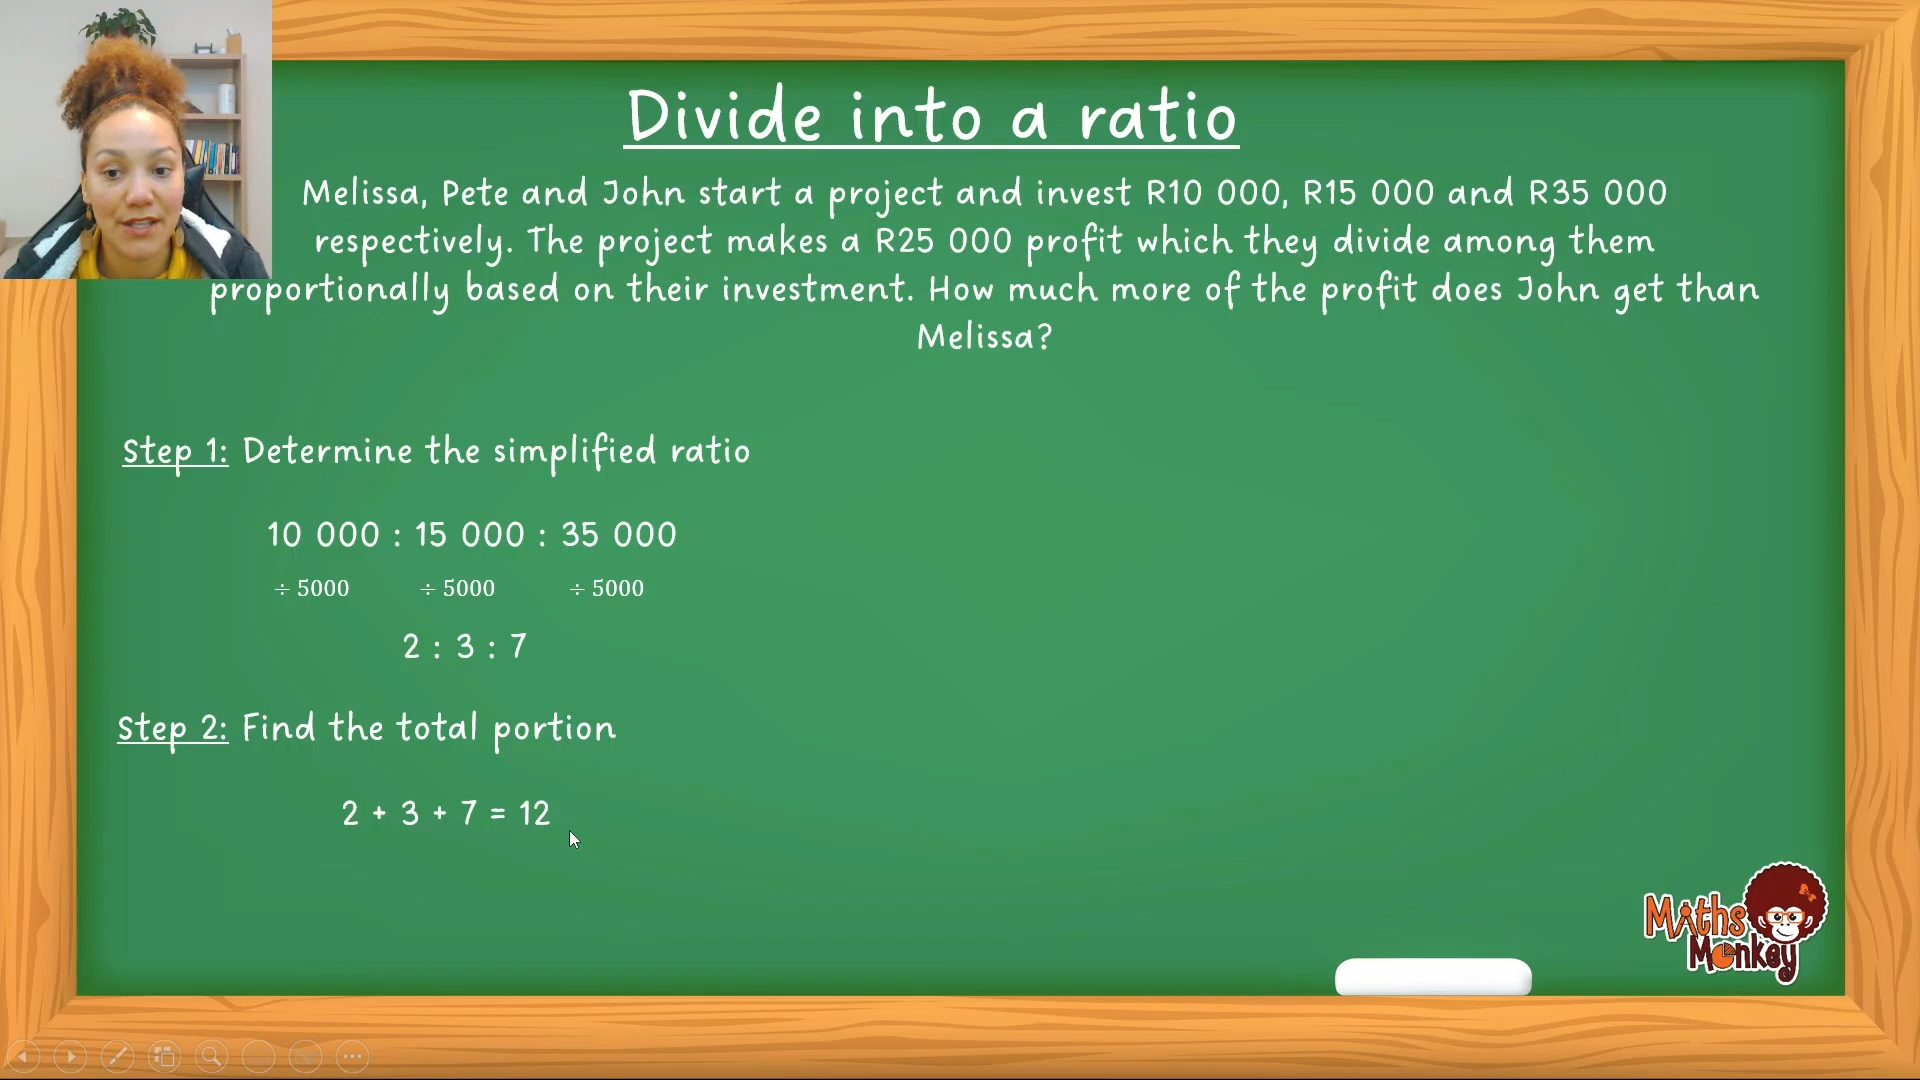 Divide into a ratio
Melissa, Pete and John start a project and invest R10 000, R15 000 and R35 000
respectively. The project makes a R25 000 profit which they divide among them
proportionally based on their investment. How much more of the profit does John get than
Melissa?
Step 1: Determine the simplified ratio
10 000 : 15 000 : 35 000
÷ 5000 ÷ 5000 ÷ 5000
2 : 3 : 7
Step 2: Find the total portion
2 + 3 + 7 = 12
Maths
Monkey